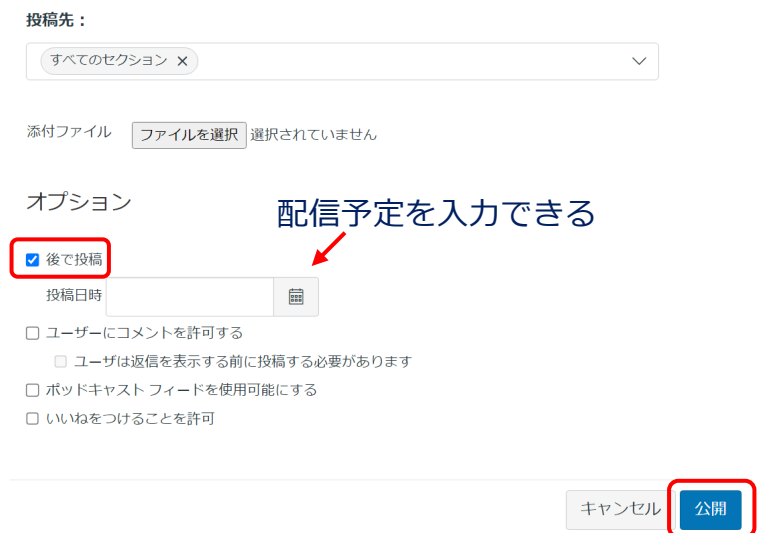 投稿先：
すべてのセクション ×
添付ファイル ファイルを選択 選択されていません
オプション
配信予定を入力できる
後で投稿
投稿日時
ユーザーにコメントを許可する
ユーザは返信を表示する前に投稿する必要があります
ポッドキャスト フィードを使用可能にする
いいねをつけることを許可
キャンセル 公開